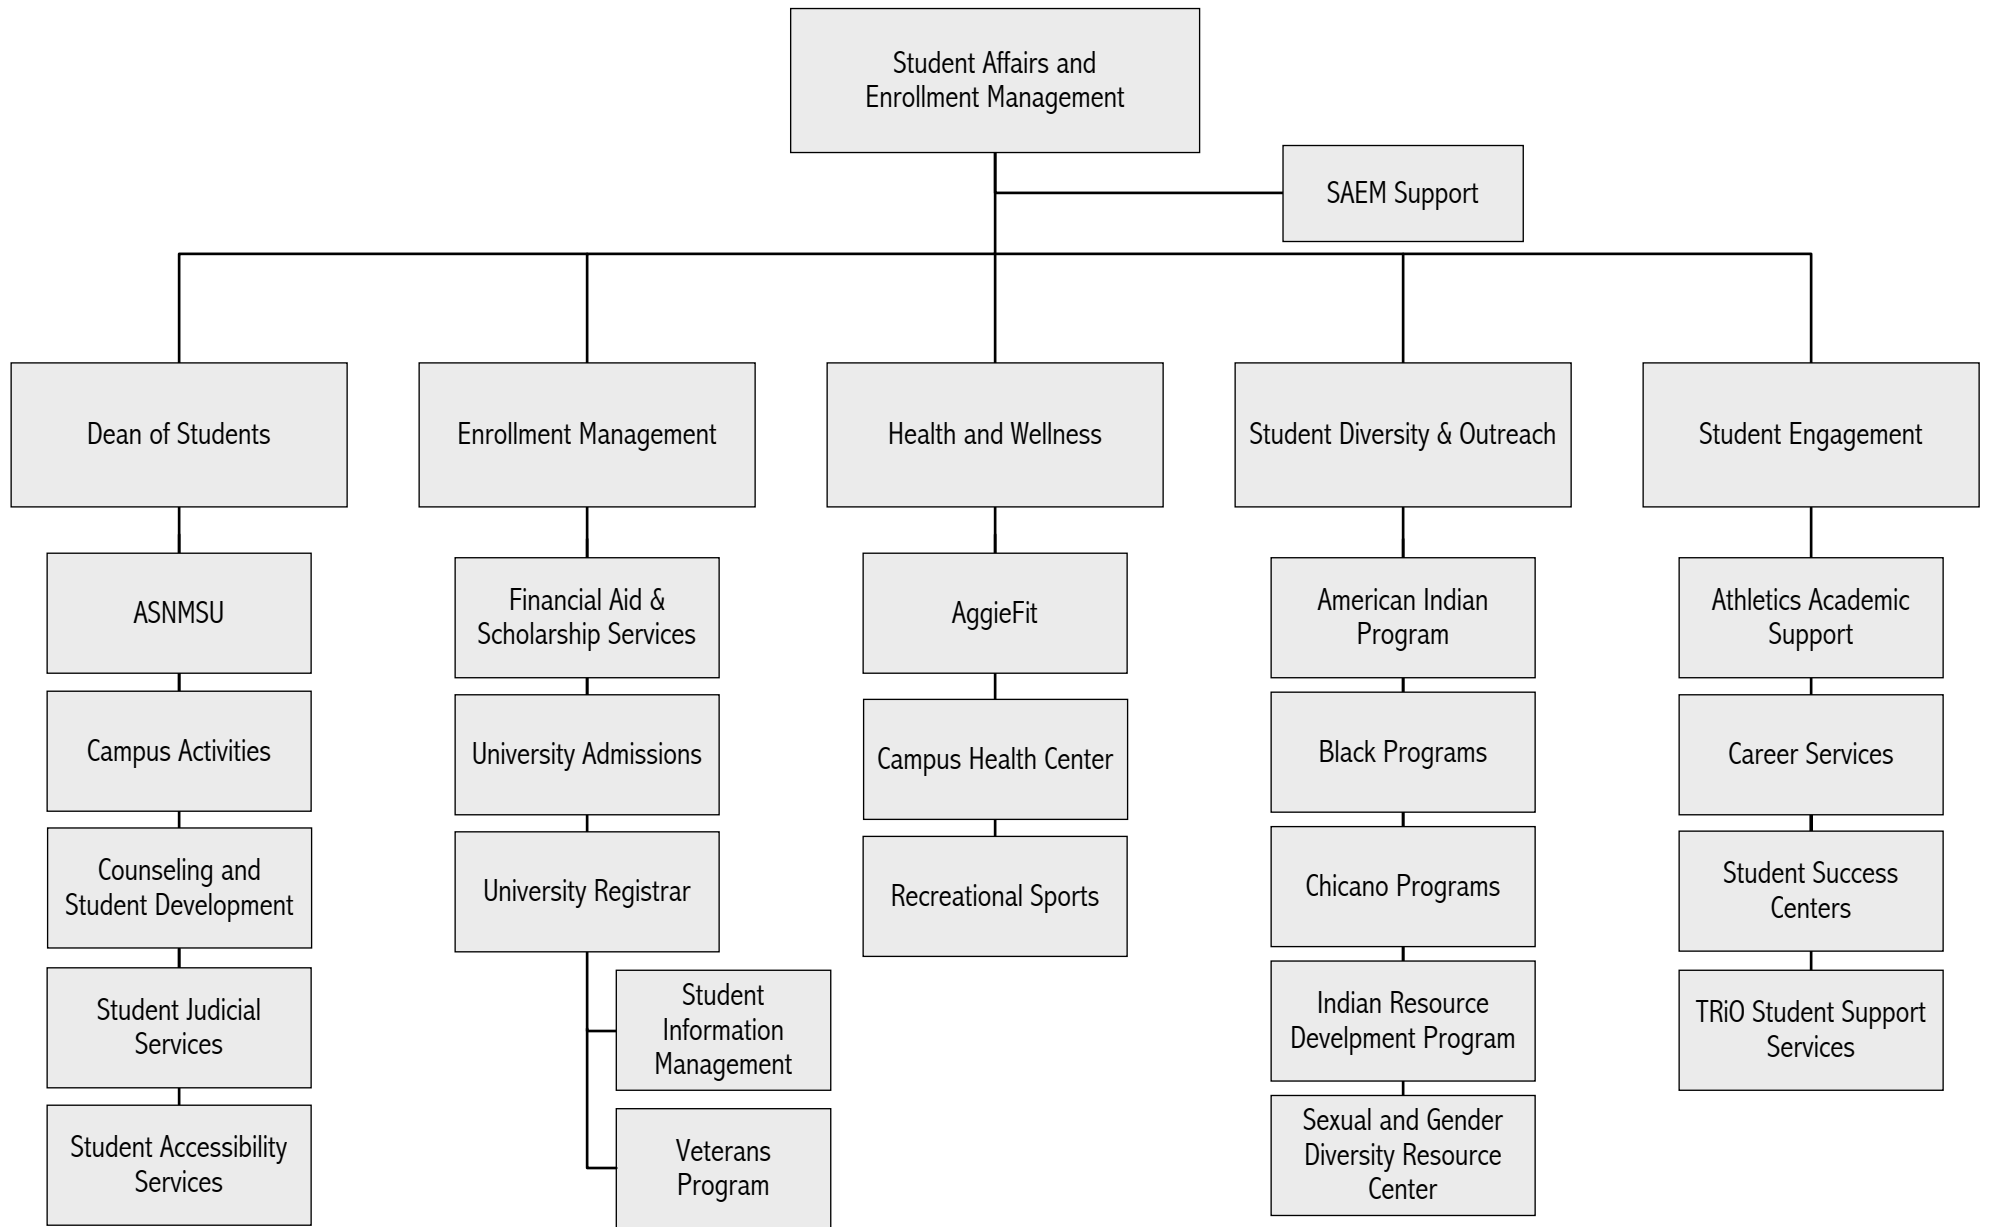 Student Affairs and
Enrollment Management
SAEM Support
Dean of Students
Enrollment Management
Health and Wellness
Student Diversity & Outreach
Student Engagement
ASNMSU
Campus Activities
Counseling and
Student Development
Student Judicial
Services
Student Accessibility
Services
Financial Aid &
Scholarship Services
University Admissions
University Registrar
Student
Information
Management
Veterans
Program
AggieFit
Campus Health Center
Recreational Sports
American Indian
Program
Black Programs
Chicano Programs
Indian Resource
Develpment Program
Sexual and Gender
Diversity Resource
Center
Athletics Academic
Support
Career Services
Student Success
Centers
TRiO Student Support
Services